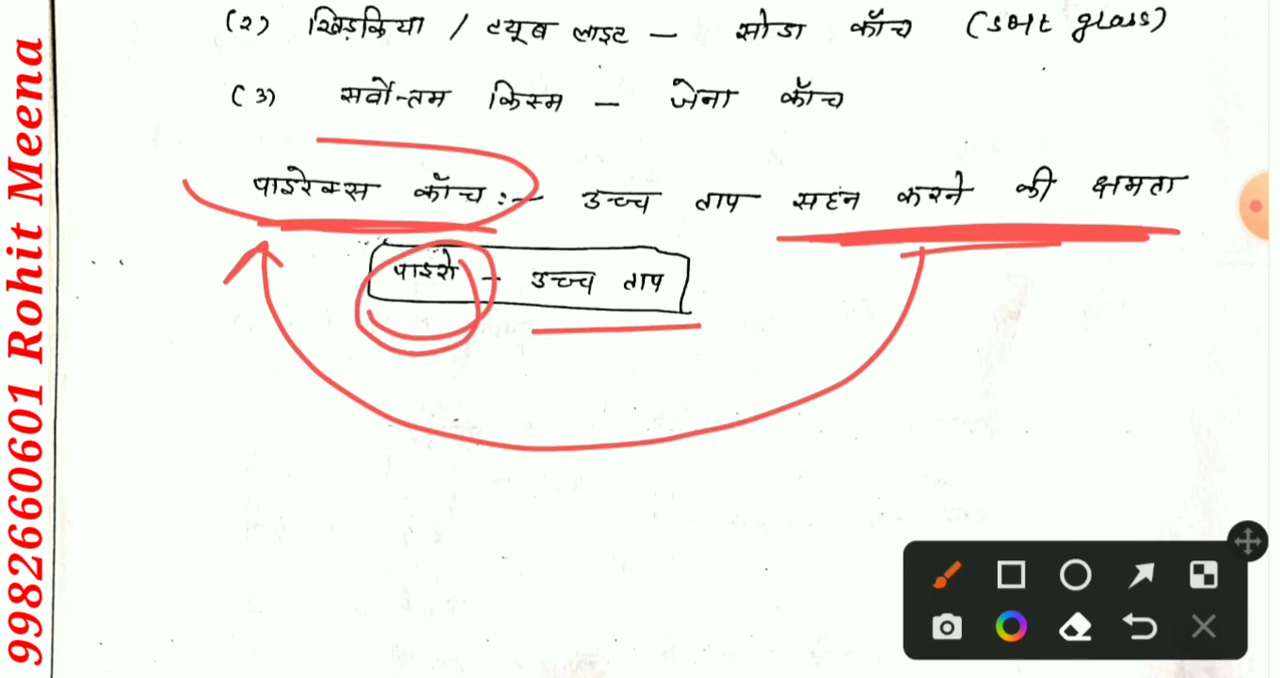 (2) खिड़किया / ट्यूब लाइट - सोडा काँच (soft glass)
(3) सर्वोत्तम किस्म - जेना काँच
पाइरेक्स काँच :- उच्च ताप सहन करने की क्षमता
पाइरो - उच्च ताप
9982660601 Rohit Meena